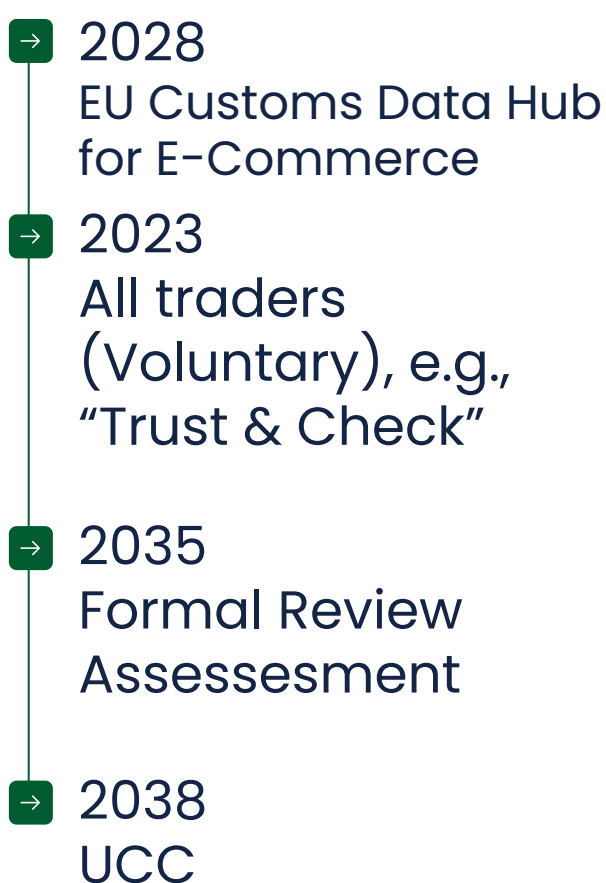 2028
EU Customs Data Hub
for E-Commerce
2023
All traders
(Voluntary), e.g.,
“Trust & Check”
2035
Formal Review
Assessesment
2038
UCC